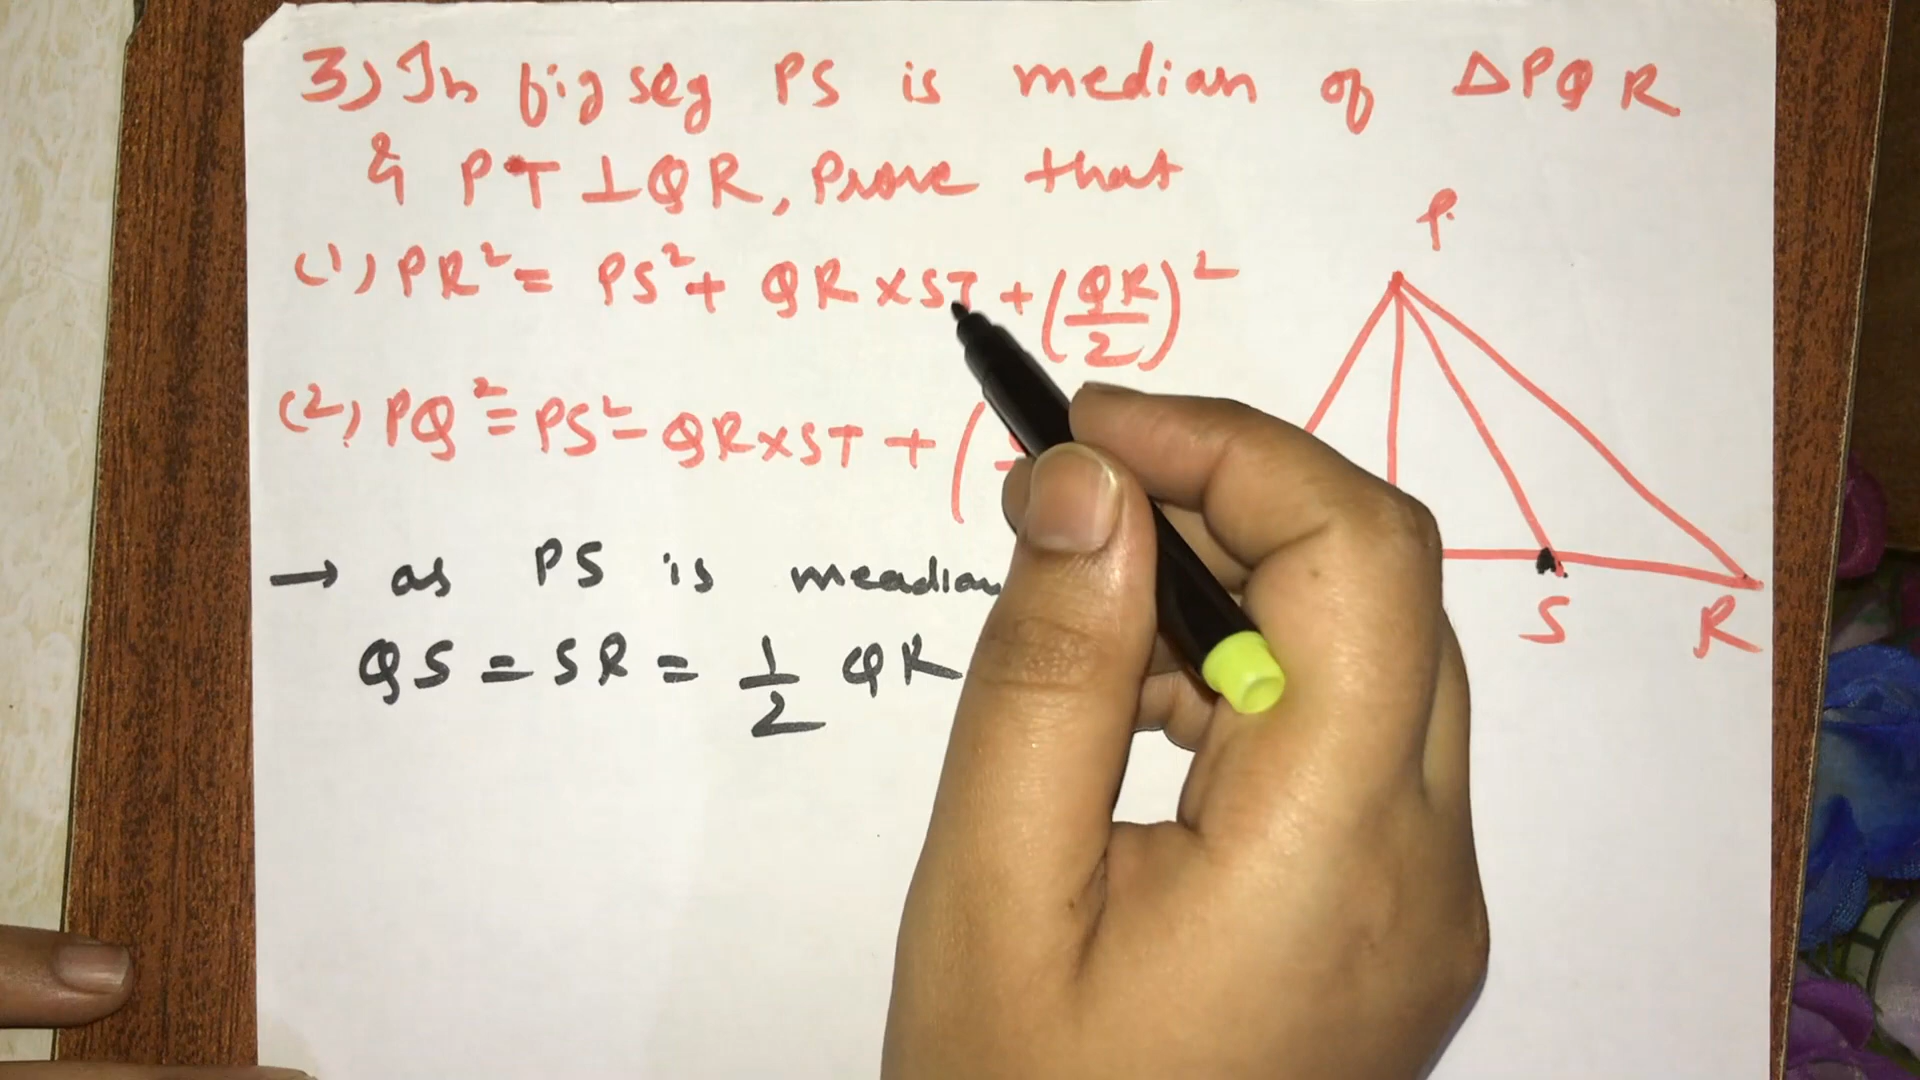 3) In fig seg PS is median of △PQR
& PT ⊥ QR, Prove that
(1) PR² = PS² + QR × ST + (QR/2)²
(2) PQ² = PS² - QR × ST + (
→ as PS is meadian
QS = SR = 1/2 QR
P
S
R